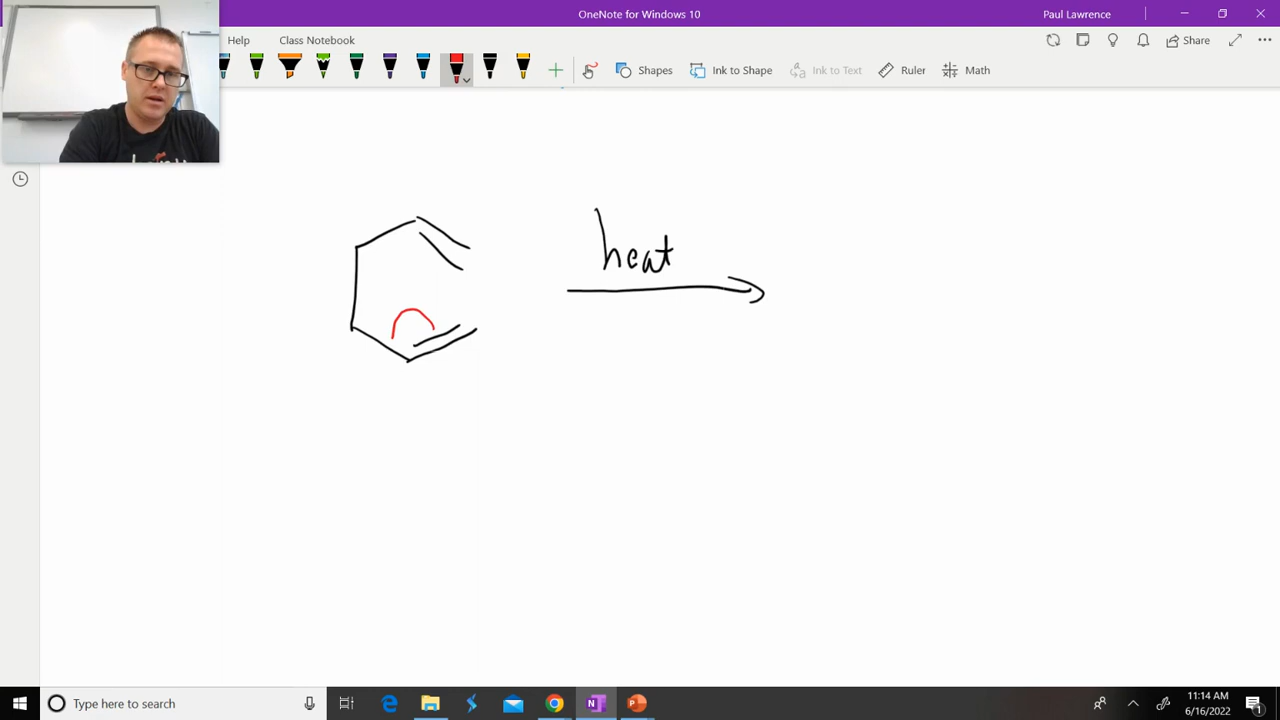 OneNote for Windows 10
Paul Lawrence
Help
Class Notebook
Share
Shapes
Ink to Shape
Ink to Text
Ruler
Math
heat
Type here to search
11:14 AM
6/16/2022